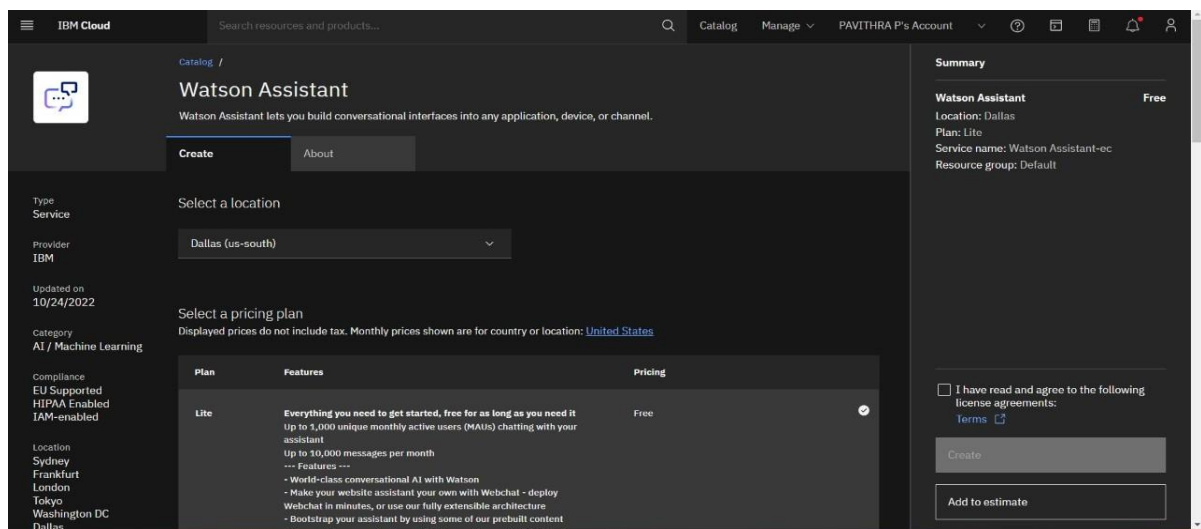 IBM Cloud
Search resources and products...
Catalog
Manage
PAVITHRA P's Account
Catalog /
Watson Assistant
Watson Assistant lets you build conversational interfaces into any application, device, or channel.
Create
About
Type
Service
Provider
IBM
Updated on
10/24/2022
Category
AI / Machine Learning
Compliance
EU Supported
HIPAA Enabled
IAM-enabled
Location
Sydney
Frankfurt
London
Tokyo
Washington DC
Dallas
Select a location
Dallas (us-south)
Select a pricing plan
Displayed prices do not include tax. Monthly prices shown are for country or location: United States
Plan
Features
Pricing
Lite
Everything you need to get started, free for as long as you need it
Free
Up to 1,000 unique monthly active users (MAUs) chatting with your
assistant
Up to 10,000 messages per month
--- Features ---
- World-class conversational AI with Watson
- Make your website assistant your own with Webchat - deploy
Webchat in minutes, or use our fully extensible architecture
- Bootstrap your assistant by using some of our prebuilt content
Summary
Watson Assistant
Free
Location: Dallas
Plan: Lite
Service name: Watson Assistant-ec
Resource group: Default
I have read and agree to the following
license agreements:
Terms
Create
Add to estimate